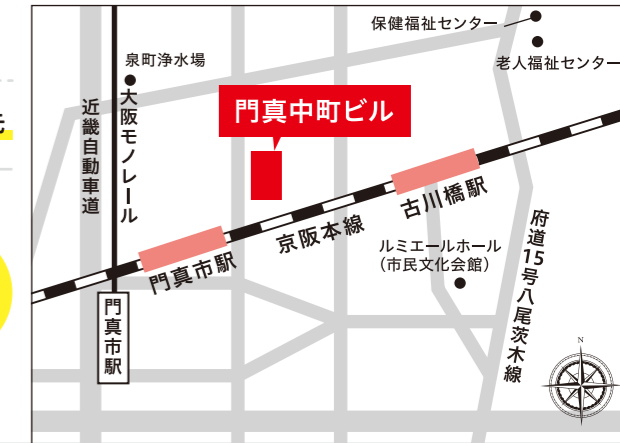 保健福祉センター
老人福祉センター
泉町浄水場
元
近畿自動車道
大阪モノレール
門真中町ビル
古川橋駅
京阪本線
門真市駅
ルミエールホール
(市民文化会館)
府道15号八尾茨木線
門真市駅
N